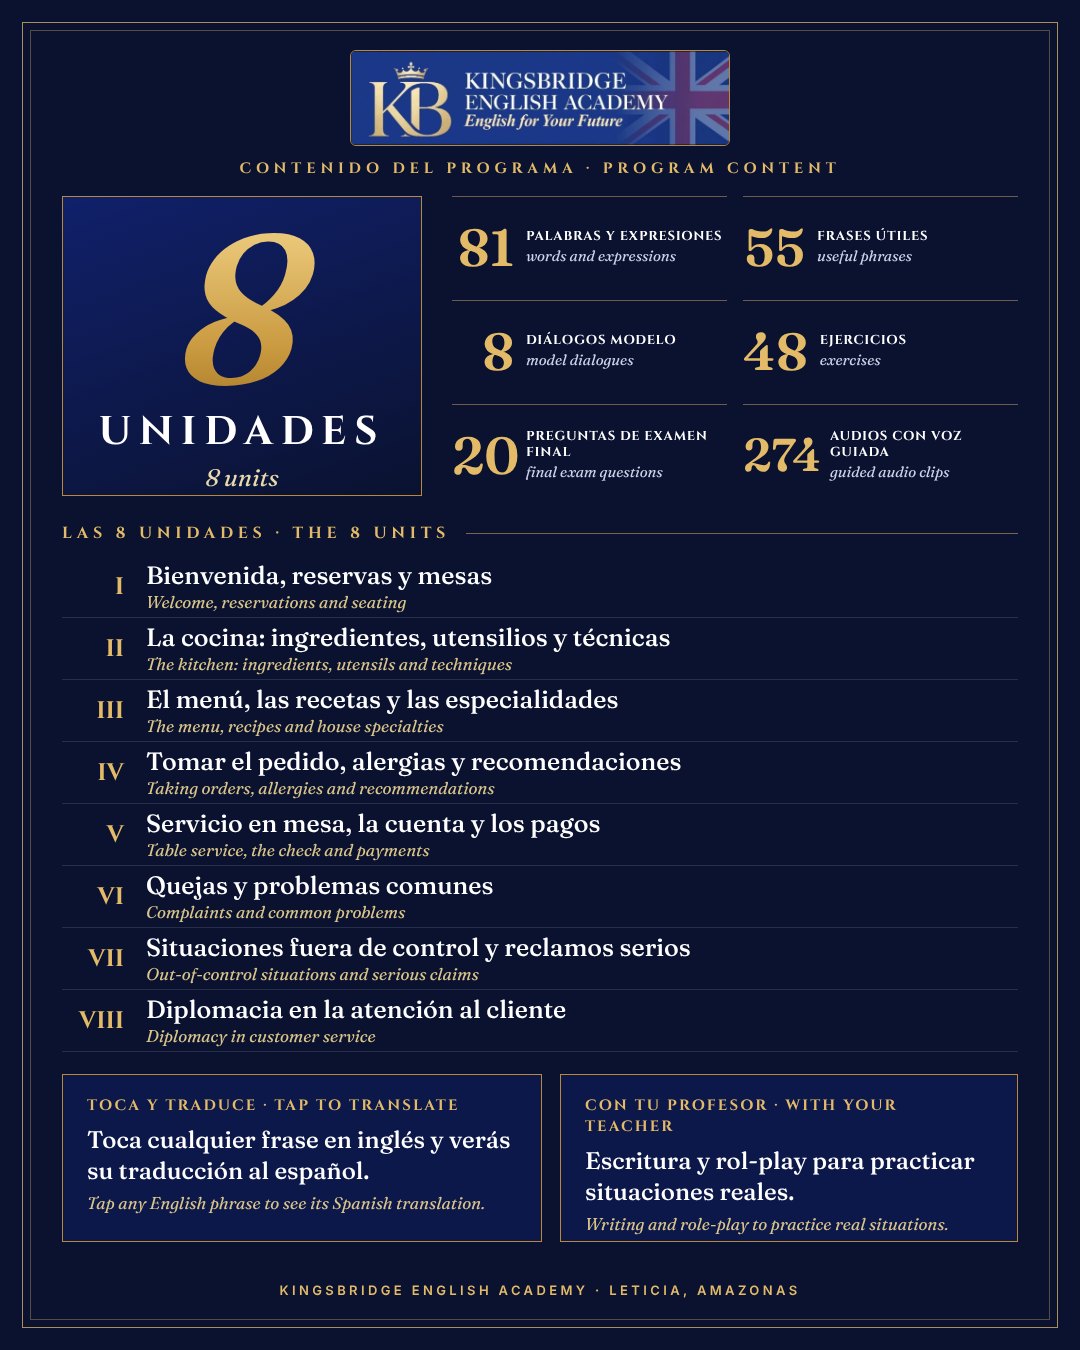 KB
KINGSBRIDGE
ENGLISH ACADEMY
English for Your Future
CONTENIDO DEL PROGRAMA · PROGRAM CONTENT
8
UNIDADES
8 units
81
PALABRAS Y EXPRESIONES
words and expressions
55
FRASES ÚTILES
useful phrases
8
DIÁLOGOS MODELO
model dialogues
48
EJERCICIOS
exercises
20
PREGUNTAS DE EXAMEN
FINAL
final exam questions
274
AUDIOS CON VOZ
GUIADA
guided audio clips
LAS 8 UNIDADES · THE 8 UNITS
I
Bienvenida, reservas y mesas
Welcome, reservations and seating
II
La cocina: ingredientes, utensilios y técnicas
The kitchen: ingredients, utensils and techniques
III
El menú, las recetas y las especialidades
The menu, recipes and house specialties
IV
Tomar el pedido, alergias y recomendaciones
Taking orders, allergies and recommendations
V
Servicio en mesa, la cuenta y los pagos
Table service, the check and payments
VI
Quejas y problemas comunes
Complaints and common problems
VII
Situaciones fuera de control y reclamos serios
Out-of-control situations and serious claims
VIII
Diplomacia en la atención al cliente
Diplomacy in customer service
TOCA Y TRADUCE · TAP TO TRANSLATE
Toca cualquier frase en inglés y verás
su traducción al español.
Tap any English phrase to see its Spanish translation.
CON TU PROFESOR · WITH YOUR
TEACHER
Escritura y rol-play para practicar
situaciones reales.
Writing and role-play to practice real situations.
KINGSBRIDGE ENGLISH ACADEMY · LETICIA, AMAZONAS